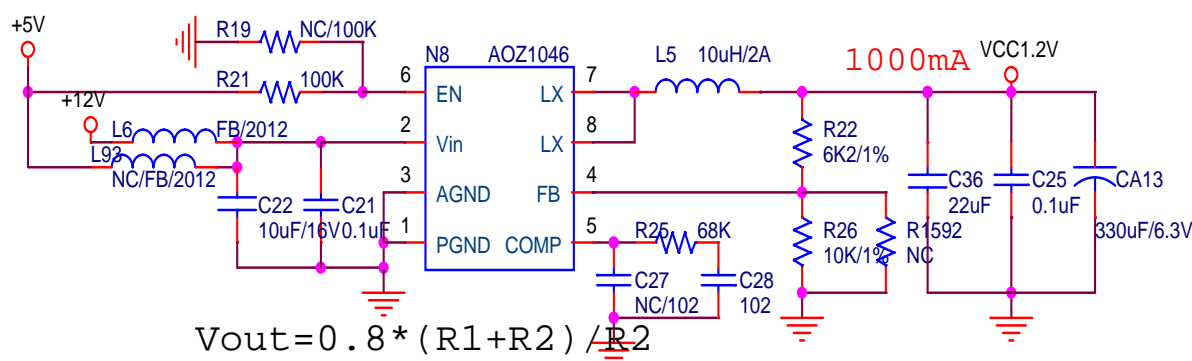 +5V
R19 NC/100K
R21 100K
+12V
L6 FB/2012
L93 NC/FB/2012
C22 10uF/16V
C21 0.1uF
N8 AOZ1046
6 EN
2 Vin
3 AGND
1 PGND
LX 7
LX 8
FB 4
COMP 5
L5 10uH/2A
1000mA
VCC1.2V
R22 6K2/1%
R26 10K/1%
R1592 NC
R25 68K
C27 NC/102
C28 102
C36 22uF
C25 0.1uF
CA13 330uF/6.3V
Vout=0.8*(R1+R2)/R2